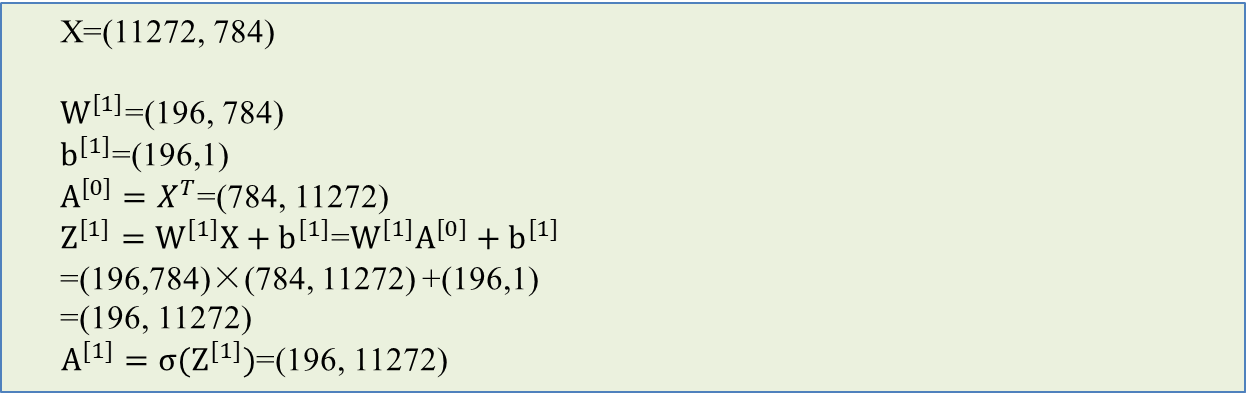 X=(11272, 784)
W^[1]=(196, 784)
b^[1]=(196,1)
A^[0] = X^T=(784, 11272)
Z^[1] = W^[1]X + b^[1]=W^[1]A^[0] + b^[1]
=(196,784)×(784, 11272)+(196,1)
=(196, 11272)
A^[1] = σ(Z^[1])=(196, 11272)